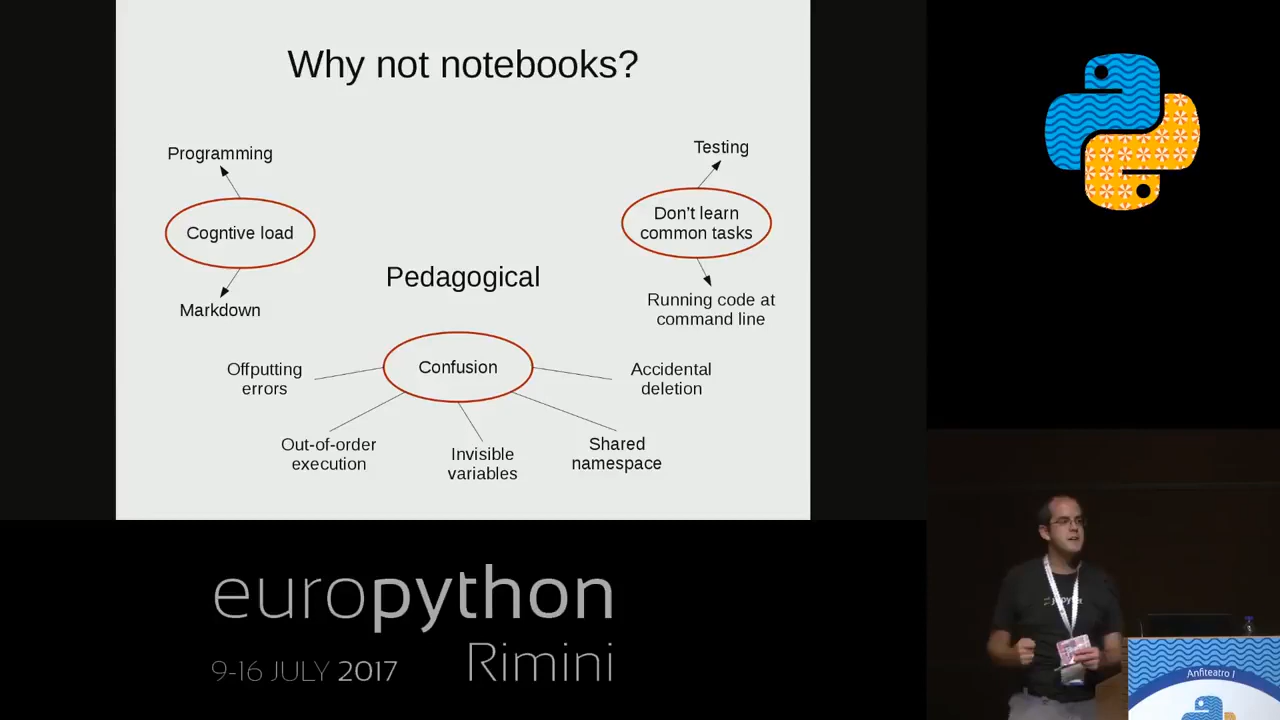 Why not notebooks?
Programming
Cogntive load
Markdown
Testing
Don't learn
common tasks
Running code at
command line
Pedagogical
Confusion
Offputting
errors
Out-of-order
execution
Invisible
variables
Shared
namespace
Accidental
deletion
europython
Rimini
9-16 JULY 2017
jupyter
Anfiteatro 1